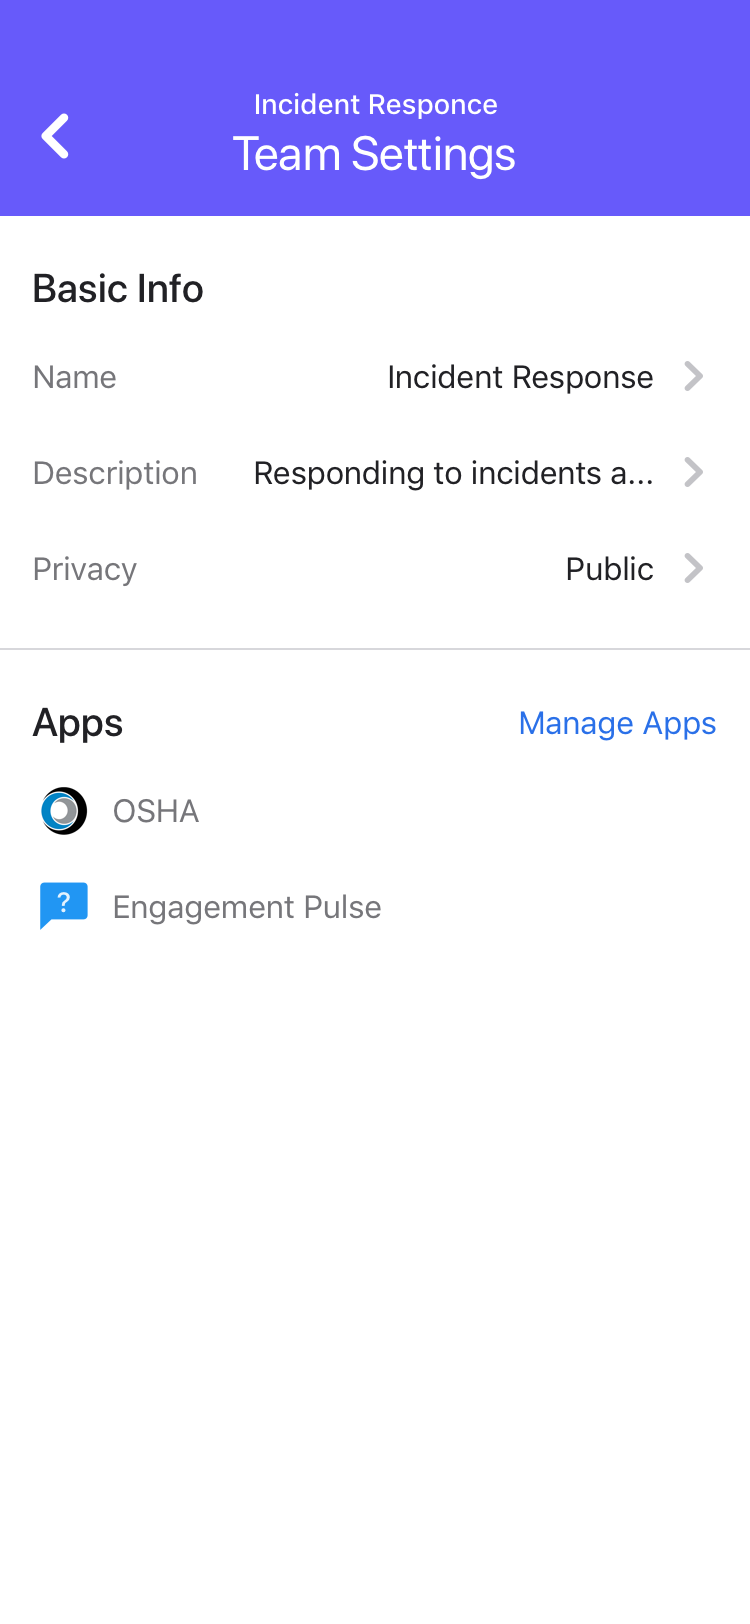 Incident Responce
Team Settings
Basic Info
Name Incident Response
Description Responding to incidents a...
Privacy Public
Apps Manage Apps
OSHA
? Engagement Pulse